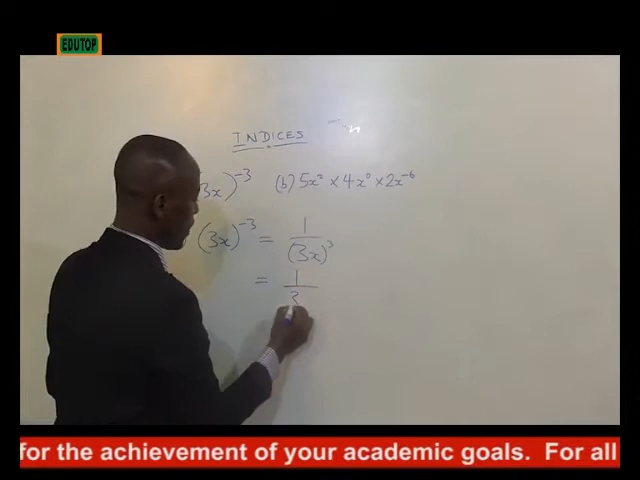 EDUTOP
INDICES
3x)⁻³ (b) 5x² × 4x⁰ × 2x⁻⁶
(3x)⁻³ = 1/(3x)³
= 1/3
for the achievement of your academic goals. For all